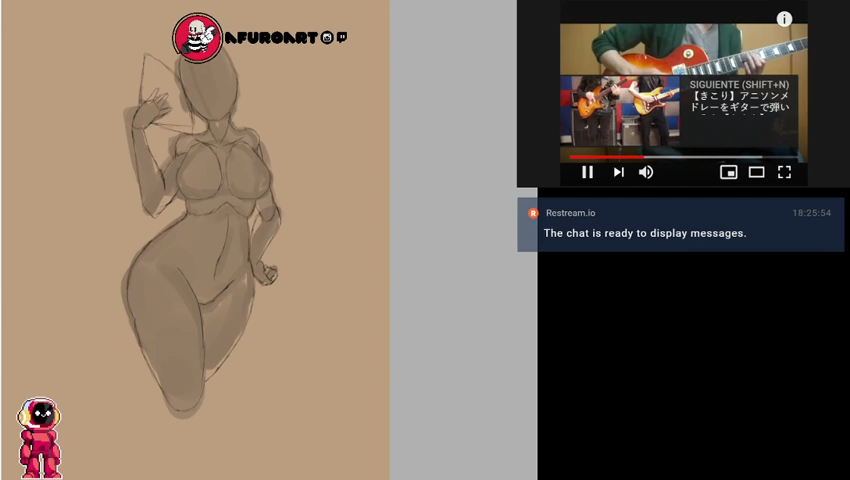 AFUROART
SIGUIENTE (SHIFT+N)
【きこり】アニソンメ
ドレーをギターで弾い
Restream.io
18:25:54
The chat is ready to display messages.